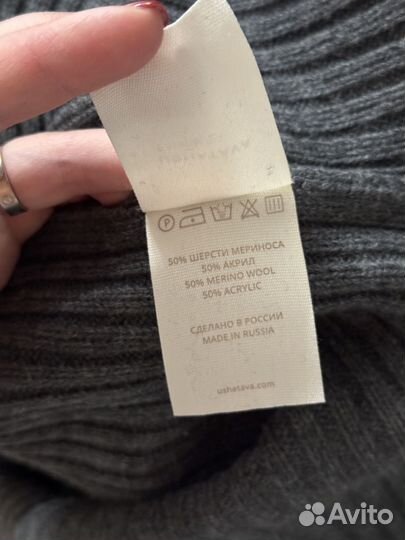 P
50% ШЕРСТИ МЕРИНОСА
50% АКРИЛ
50% MERINO WOOL
50% ACRYLIC
СДЕЛАНО В РОССИИ
MADE IN RUSSIA
ushatava.com
Avito